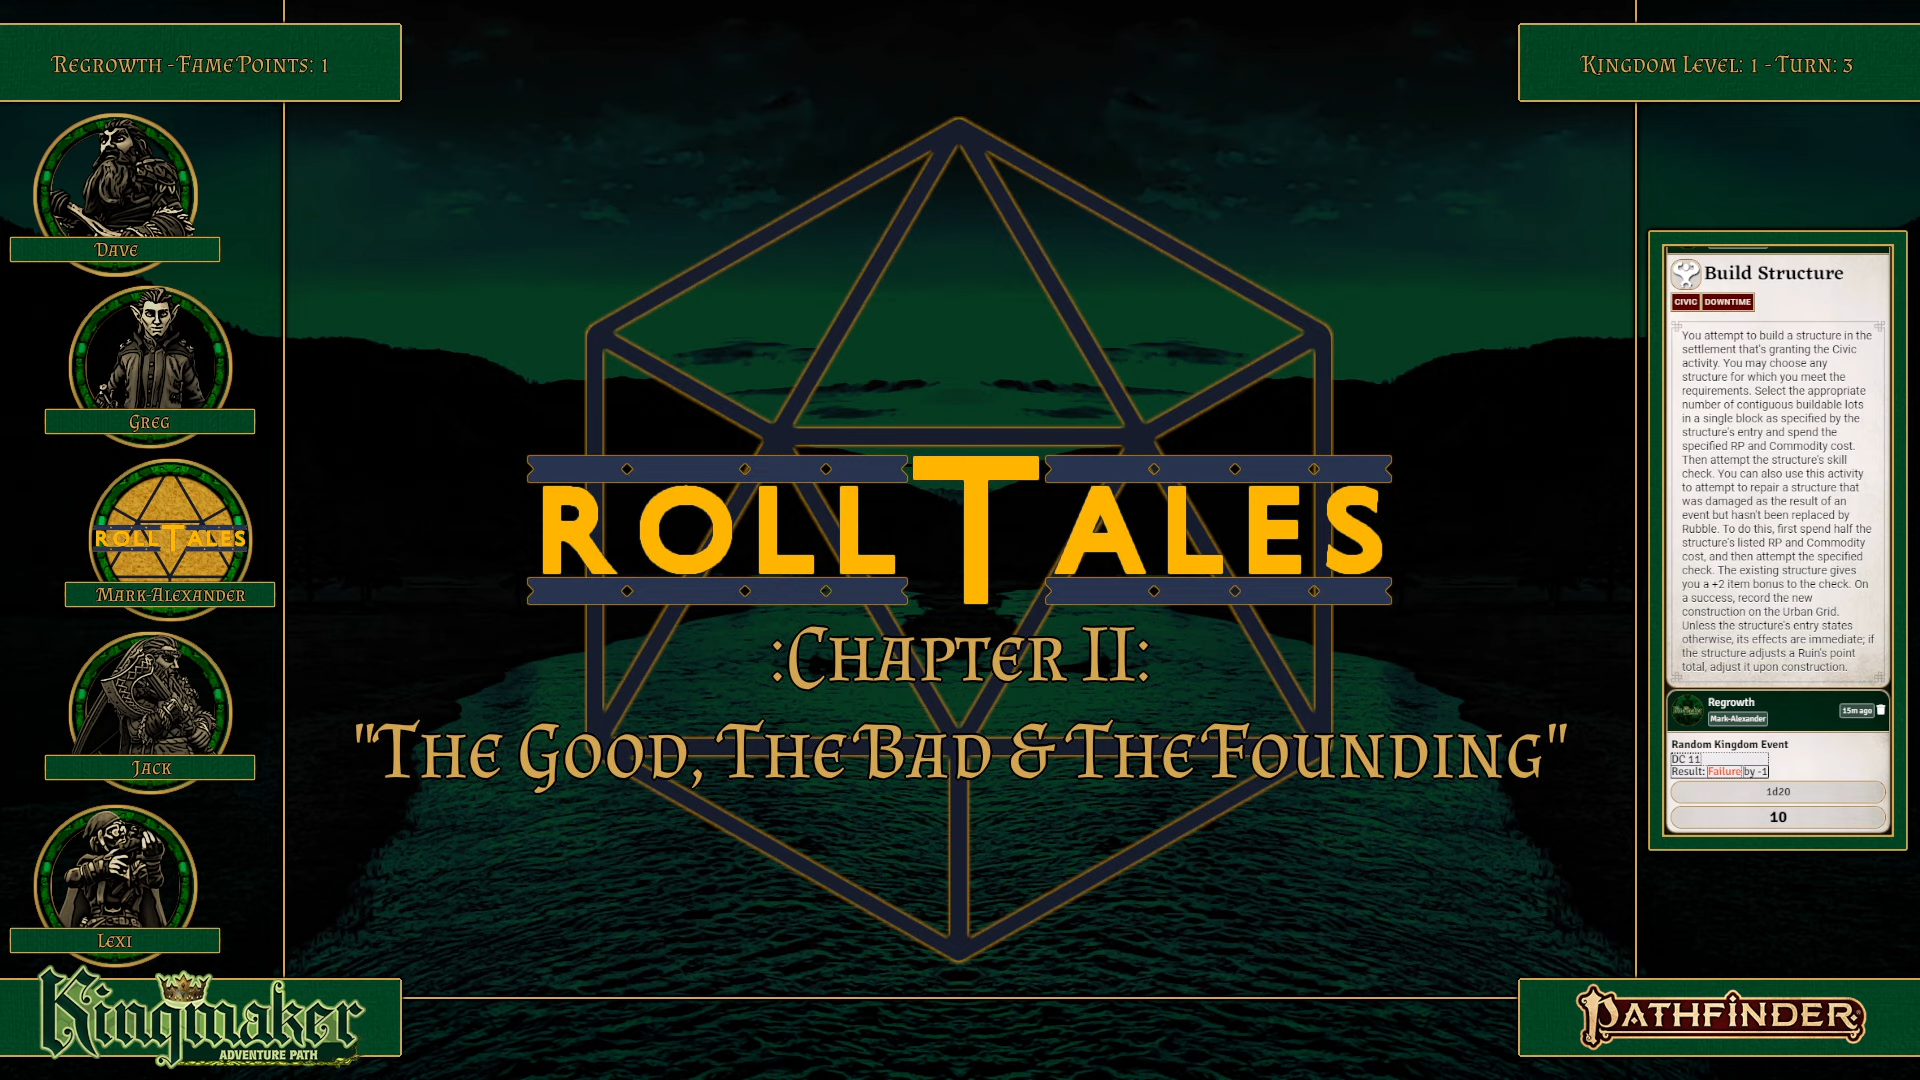 Regrowth - Fame Points: 1
Kingdom Level: 1 - Turn: 3
Dave
Greg
ROLLTALES
Mark-Alexander
Jack
Lexi
Kingmaker
ADVENTURE PATH
ROLLTALES
:Chapter II:
"The Good, The Bad & The Founding"
Build Structure
CIVIC DOWNTIME
You attempt to build a structure in the
settlement that's granting the Civic
activity. You may choose any
structure for which you meet the
requirements. Select the appropriate
number of contiguous buildable lots
in a single block as specified by the
structure's entry and spend the
specified RP and Commodity cost.
Then attempt the structure's skill
check. You can also use this activity
to attempt to repair a structure that
was damaged as the result of an
event but hasn't been replaced by
Rubble. To do this, first spend half the
structure's listed RP and Commodity
cost, and then attempt the specified
check. The existing structure gives
you a +2 item bonus to the check. On
a success, record the new
construction on the Urban Grid.
Unless the structure's entry states
otherwise, its effects are immediate; if
the structure adjusts a Ruin's point
total, adjust it upon construction.
Regrowth
Mark-Alexander
15m ago
Random Kingdom Event
DC 11
Result: Failure by -1
1d20
10
PATHFINDER